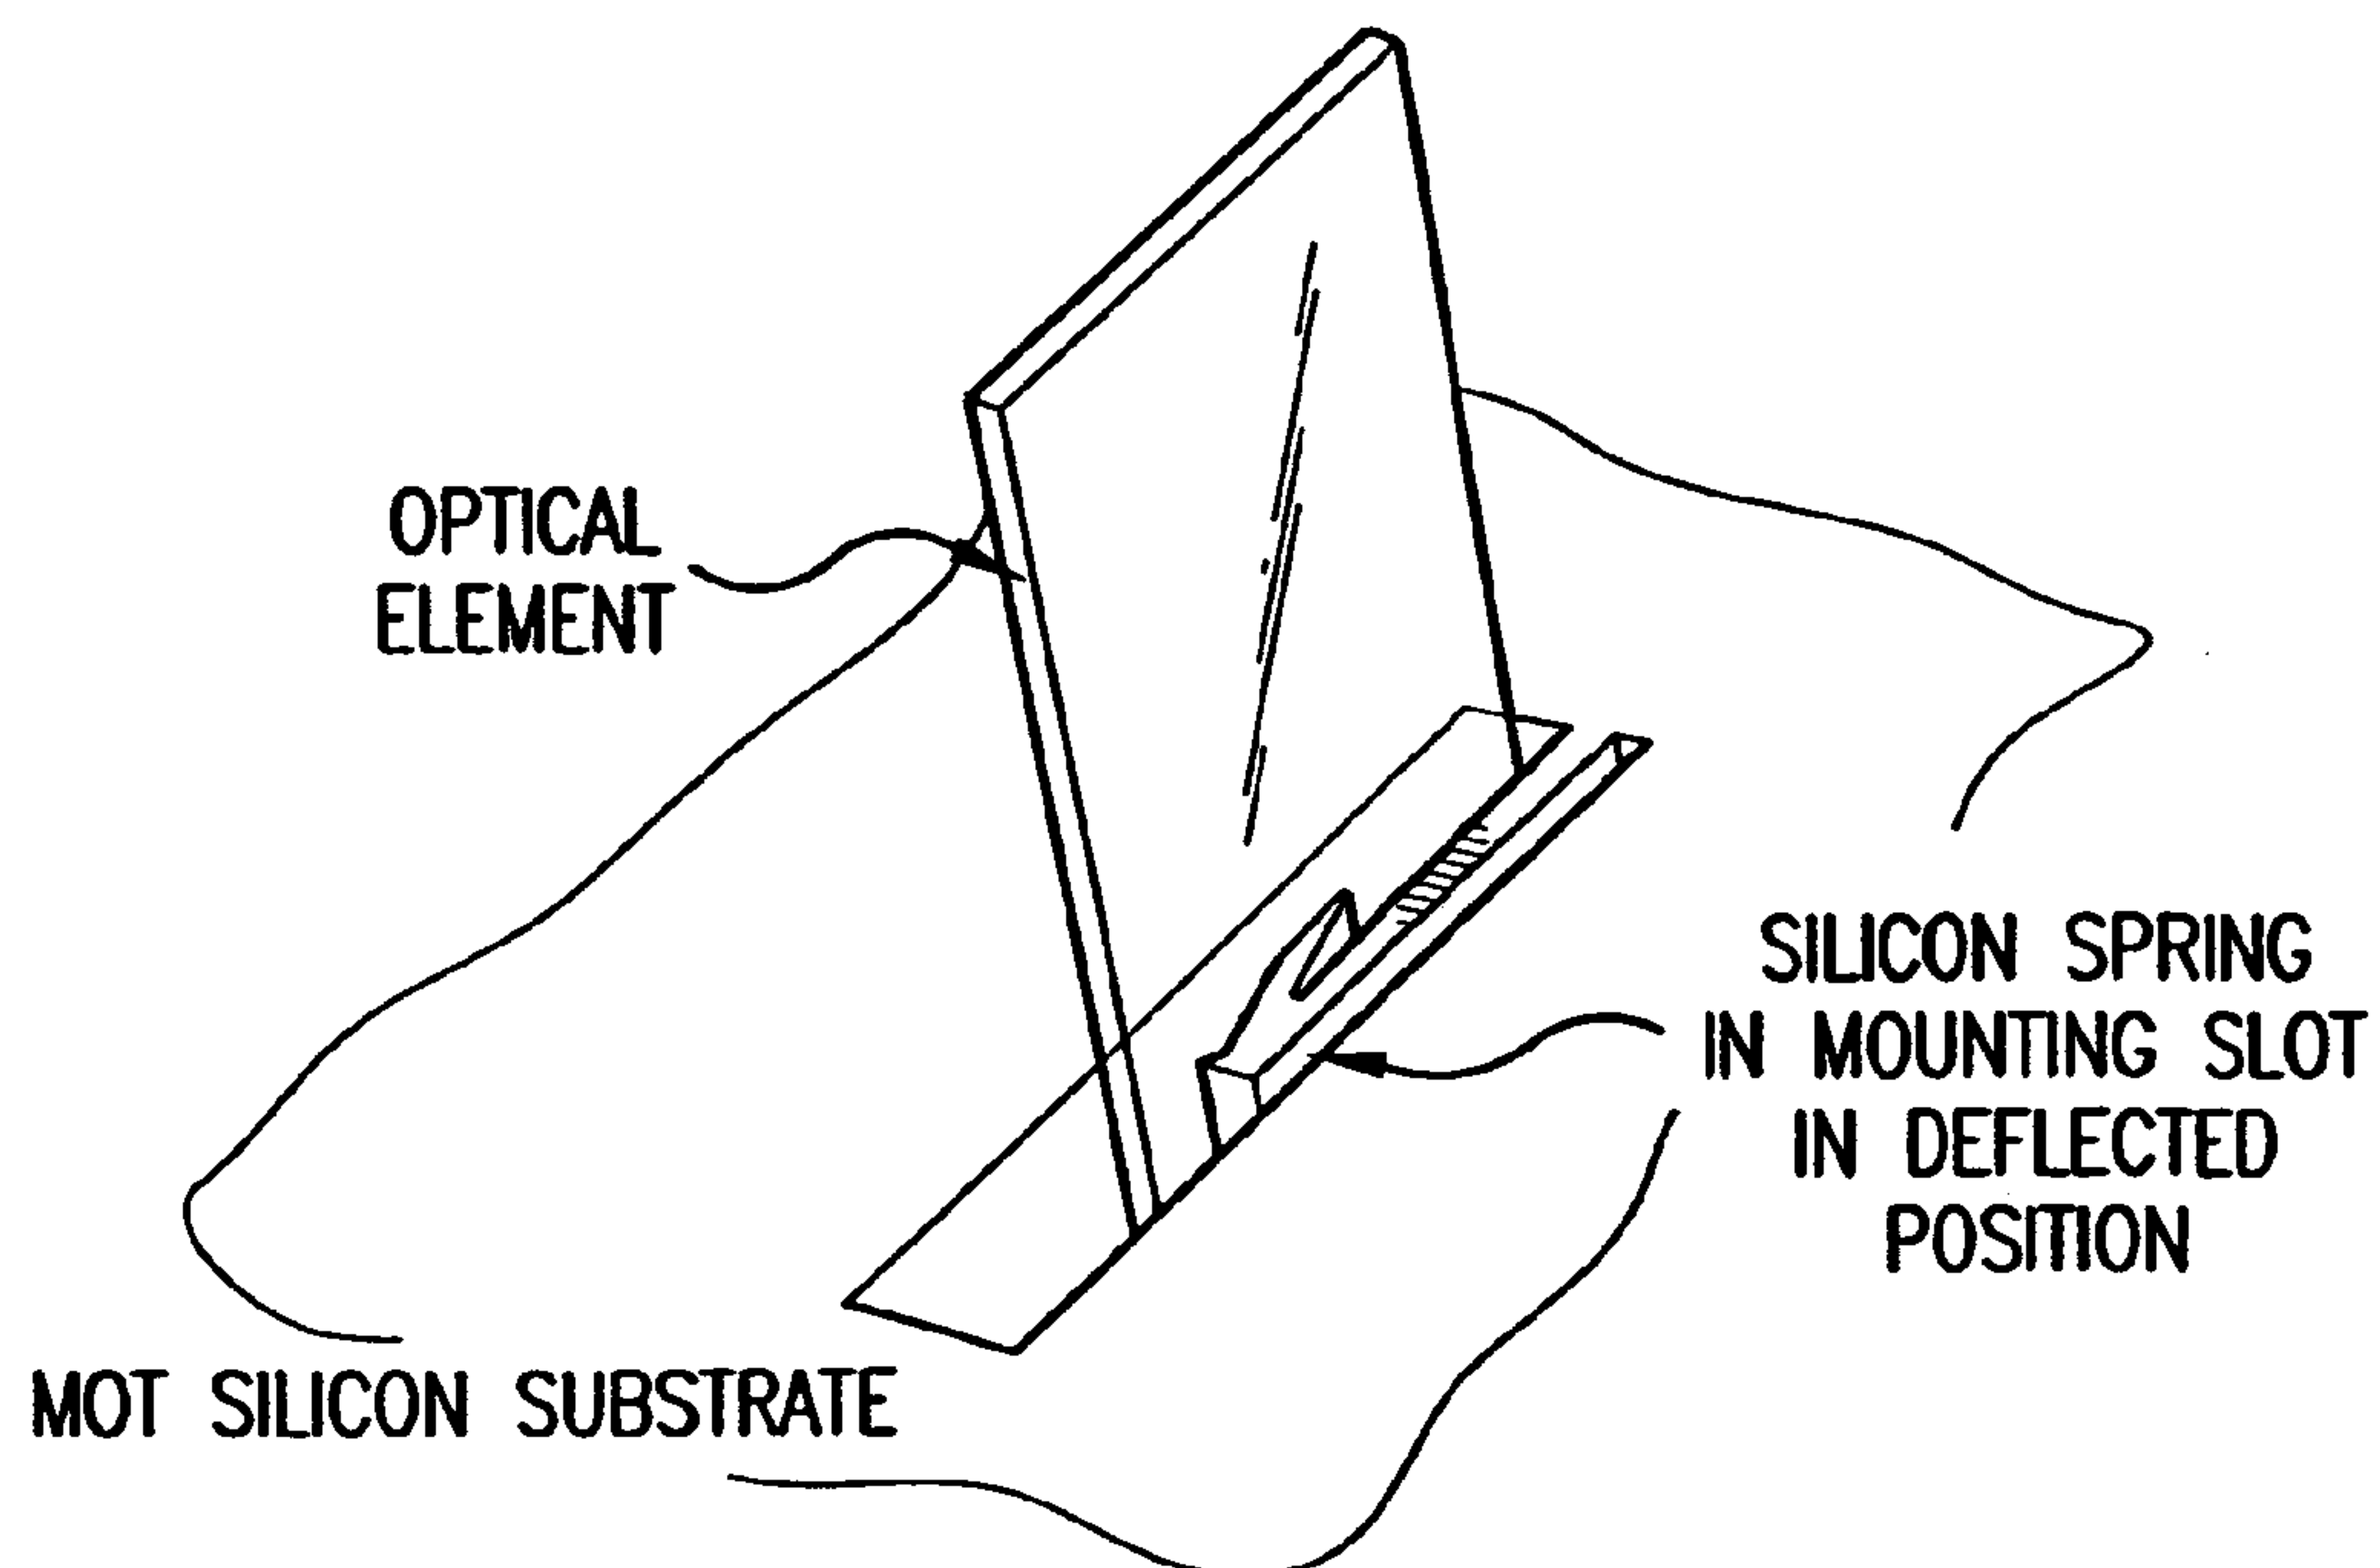 OPTICAL
ELEMENT
SILICON SPRING
IN MOUNTING SLOT
IN DEFLECTED
POSITION
MOT SILICON SUBSTRATE